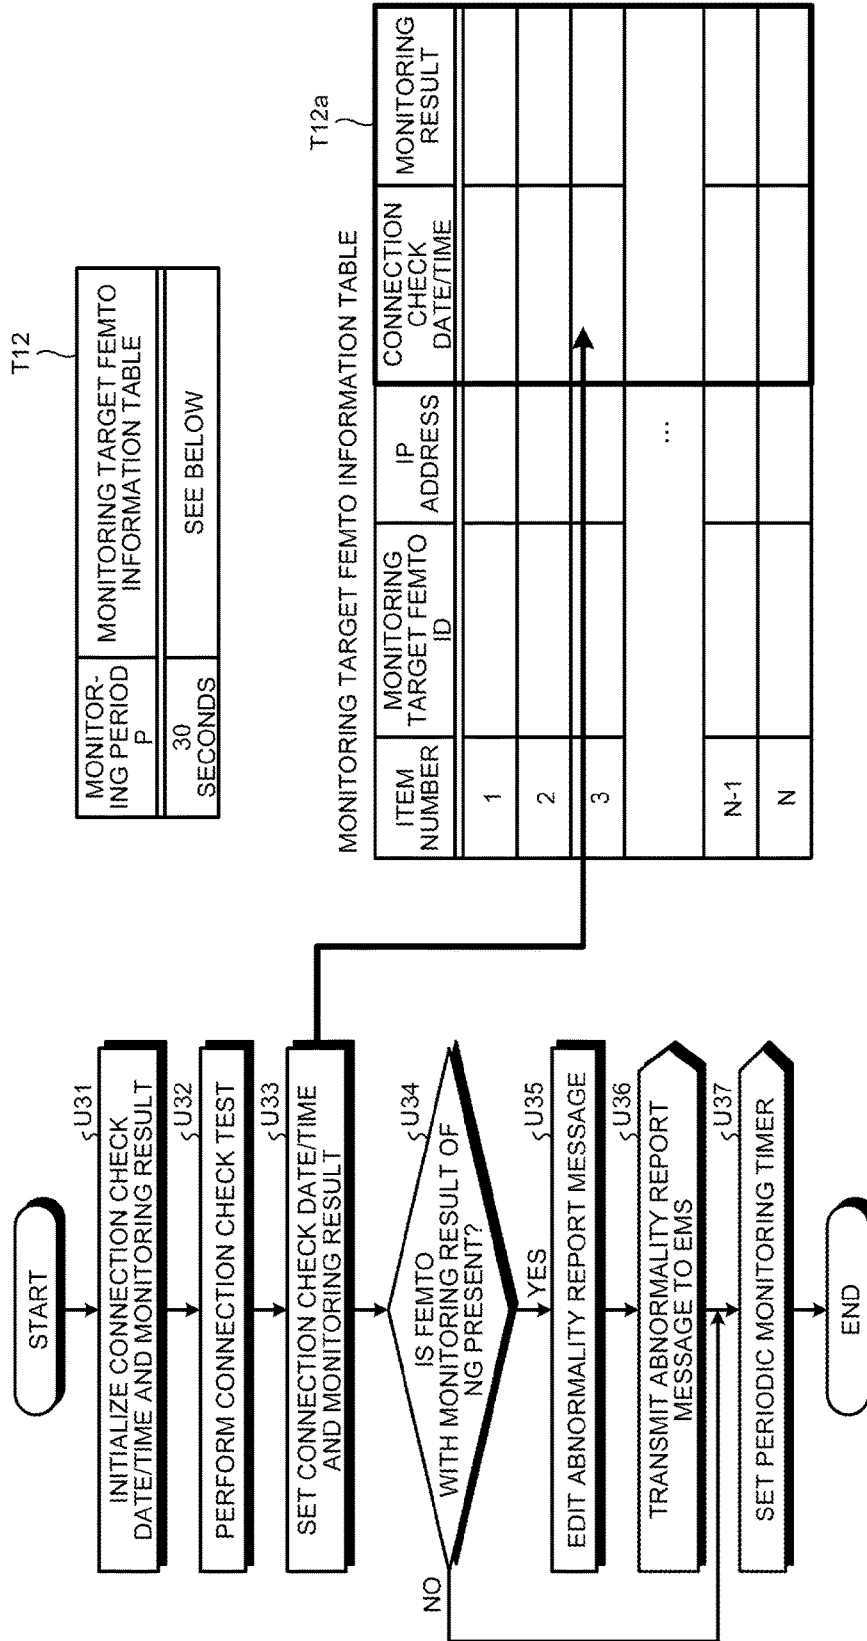 START
U31
INITIALIZE CONNECTION CHECK
DATE/TIME AND MONITORING RESULT
U32
PERFORM CONNECTION CHECK TEST
U33
SET CONNECTION CHECK DATE/TIME
AND MONITORING RESULT
U34
IS FEMTO
WITH MONITORING RESULT OF
NG PRESENT?
NO
YES
U35
EDIT ABNORMALITY REPORT MESSAGE
U36
TRANSMIT ABNORMALITY REPORT
MESSAGE TO EMS
U37
SET PERIODIC MONITORING TIMER
END
T12
MONITOR-
ING PERIOD
P
MONITORING TARGET FEMTO
INFORMATION TABLE
30
SECONDS
SEE BELOW
MONITORING TARGET FEMTO INFORMATION TABLE
T12a
ITEM
NUMBER
MONITORING
TARGET FEMTO
ID
IP
ADDRESS
CONNECTION
CHECK
DATE/TIME
MONITORING
RESULT
1
2
3
...
N-1
N